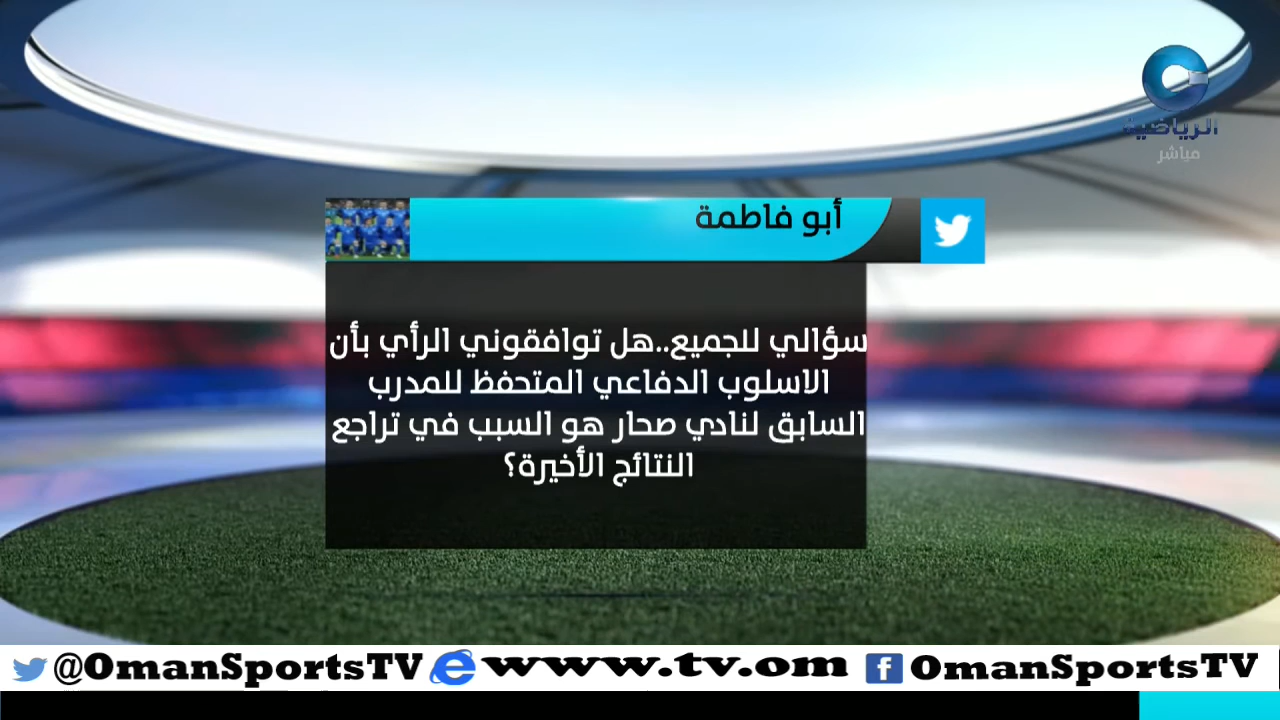 الرياضية
مباشر
أبو فاطمة
سؤالي للجميع..هل توافقوني الرأي بأن
الاسلوب الدفاعي المتحفظ للمدرب
السابق لنادي صحار هو السبب في تراجع
النتائج الأخيرة؟
@OmanSportsTV www.tv.om OmanSportsTV